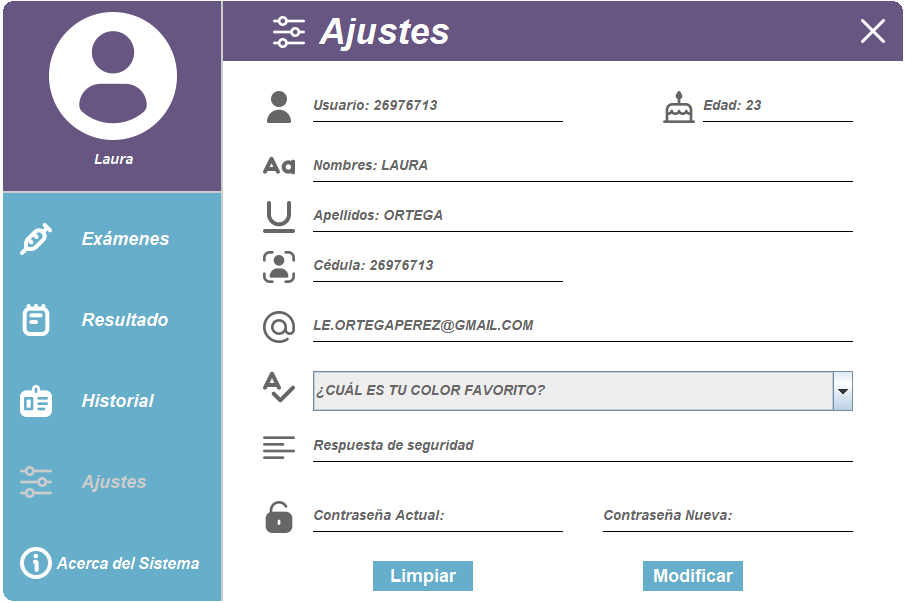 Laura
Exámenes
Resultado
Historial
Ajustes
Acerca del Sistema
Ajustes
Usuario: 26976713
Edad: 23
Aa
Nombres: LAURA
Apellidos: ORTEGA
Cédula: 26976713
@
LE.ORTEGAPEREZ@GMAIL.COM
¿CUÁL ES TU COLOR FAVORITO?
Respuesta de seguridad
Contraseña Actual:
Contraseña Nueva:
Limpiar
Modificar